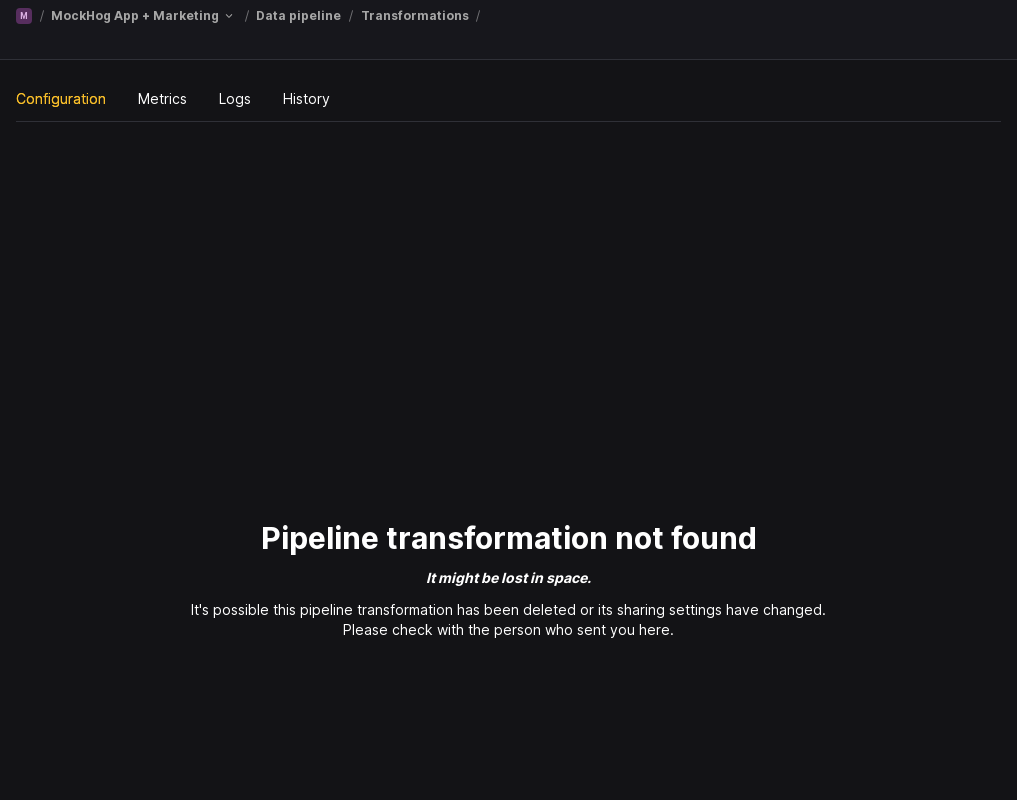 M / MockHog App + Marketing / Data pipeline / Transformations /
Configuration Metrics Logs History
Pipeline transformation not found
It might be lost in space.
It's possible this pipeline transformation has been deleted or its sharing settings have changed.
Please check with the person who sent you here.